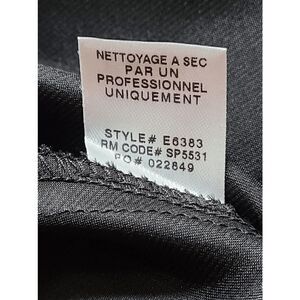 NETTOYAGE A SEC
PAR UN
PROFESSIONNEL
UNIQUEMENT
STYLE# E6383
RM CODE# SP5531
PO# 022849